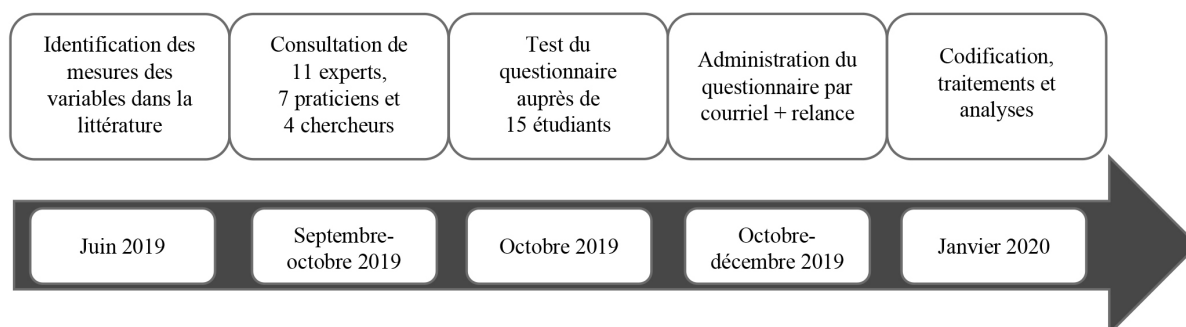 Identification des
mesures des
variables dans la
littérature
Consultation de
11 experts,
7 praticiens et
4 chercheurs
Test du
questionnaire
auprès de
15 étudiants
Administration du
questionnaire par
courriel + relance
Codification,
traitements et
analyses
Juin 2019
Septembre-
octobre 2019
Octobre 2019
Octobre-
décembre 2019
Janvier 2020